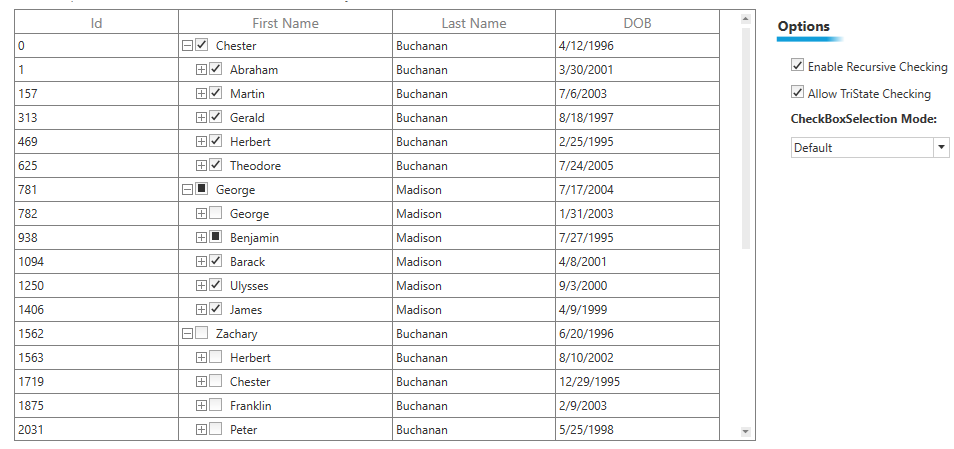 Id First Name Last Name DOB
0 Chester Buchanan 4/12/1996
1 Abraham Buchanan 3/30/2001
157 Martin Buchanan 7/6/2003
313 Gerald Buchanan 8/18/1997
469 Herbert Buchanan 2/25/1995
625 Theodore Buchanan 7/24/2005
781 George Madison 7/17/2004
782 George Madison 1/31/2003
938 Benjamin Madison 7/27/1995
1094 Barack Madison 4/8/2001
1250 Ulysses Madison 9/3/2000
1406 James Madison 4/9/1999
1562 Zachary Buchanan 6/20/1996
1563 Herbert Buchanan 8/10/2002
1719 Chester Buchanan 12/29/1995
1875 Franklin Buchanan 2/9/2003
2031 Peter Buchanan 5/25/1998
Options
Enable Recursive Checking
Allow TriState Checking
CheckBoxSelection Mode:
Default